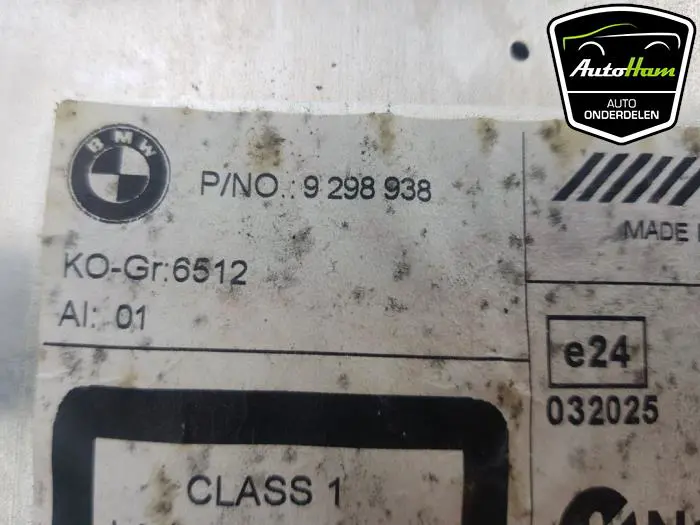 AutoHam
AUTO
ONDERDELEN
BMW
P/NO.: 9 298 938
MADE
KO-Gr:6512
AI: 01
e24
032025
CLASS 1